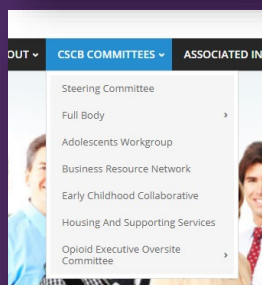 OUT CSCB COMMITTEES ASSOCIATED IN
Steering Committee
Full Body
Adolescents Workgroup
Business Resource Network
Early Childhood Collaborative
Housing And Supporting Services
Opioid Executive Oversite
Committee